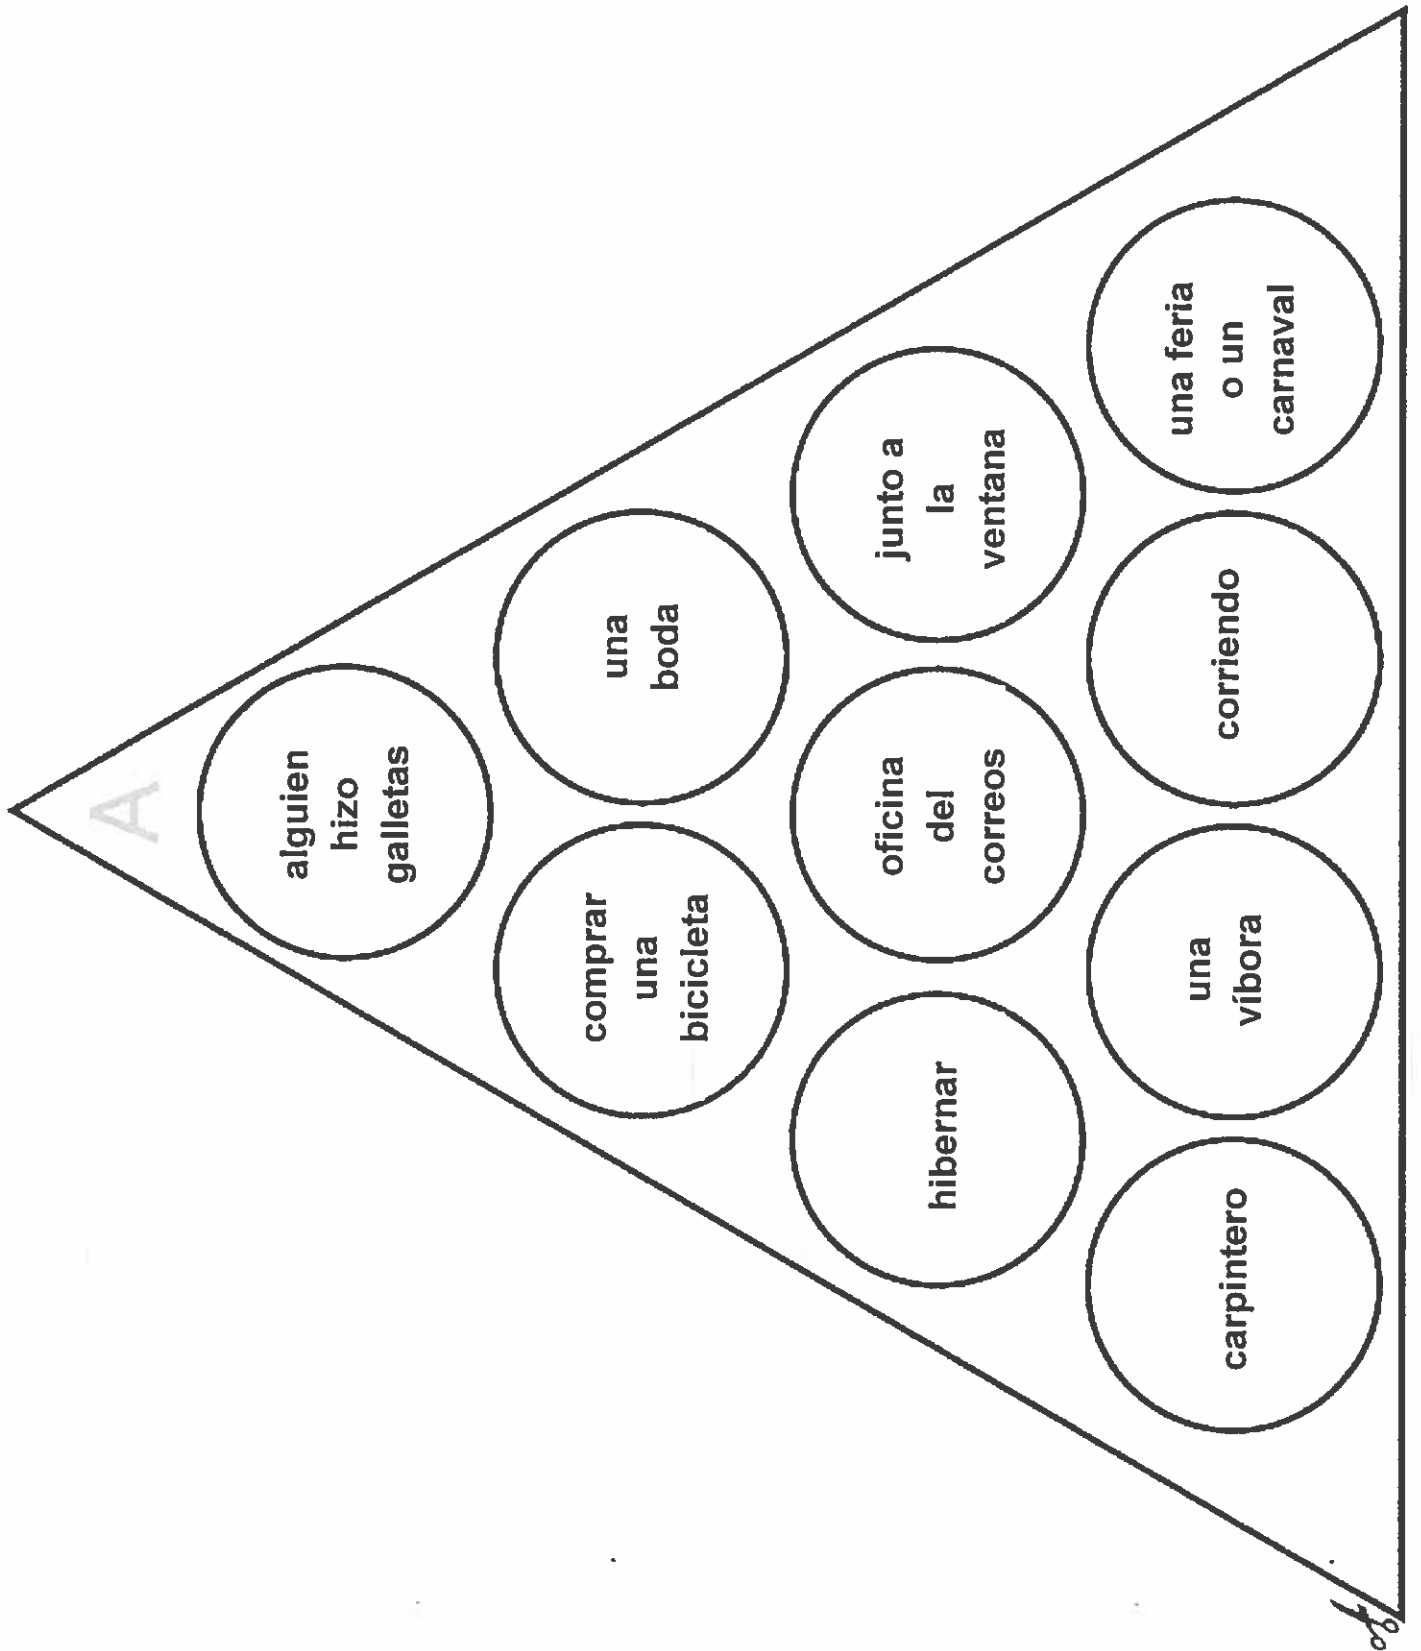 A
alguien
hizo
galletas
comprar
una
bicicleta
una
boda
hibernar
oficina
del
correos
junto a
la
ventana
carpintero
una
víbora
corriendo
una feria
o un
carnaval